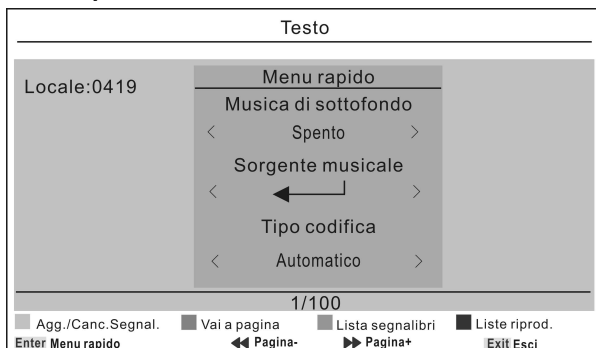 Testo
Locale:0419
Menu rapido
Musica di sottofondo
< Spento >
Sorgente musicale
< >
Tipo codifica
< Automatico >
1/100
Agg./Canc.Segnal. Vai a pagina Lista segnalibri Liste riprod.
Enter Menu rapido Pagina- Pagina+ Exit Esci